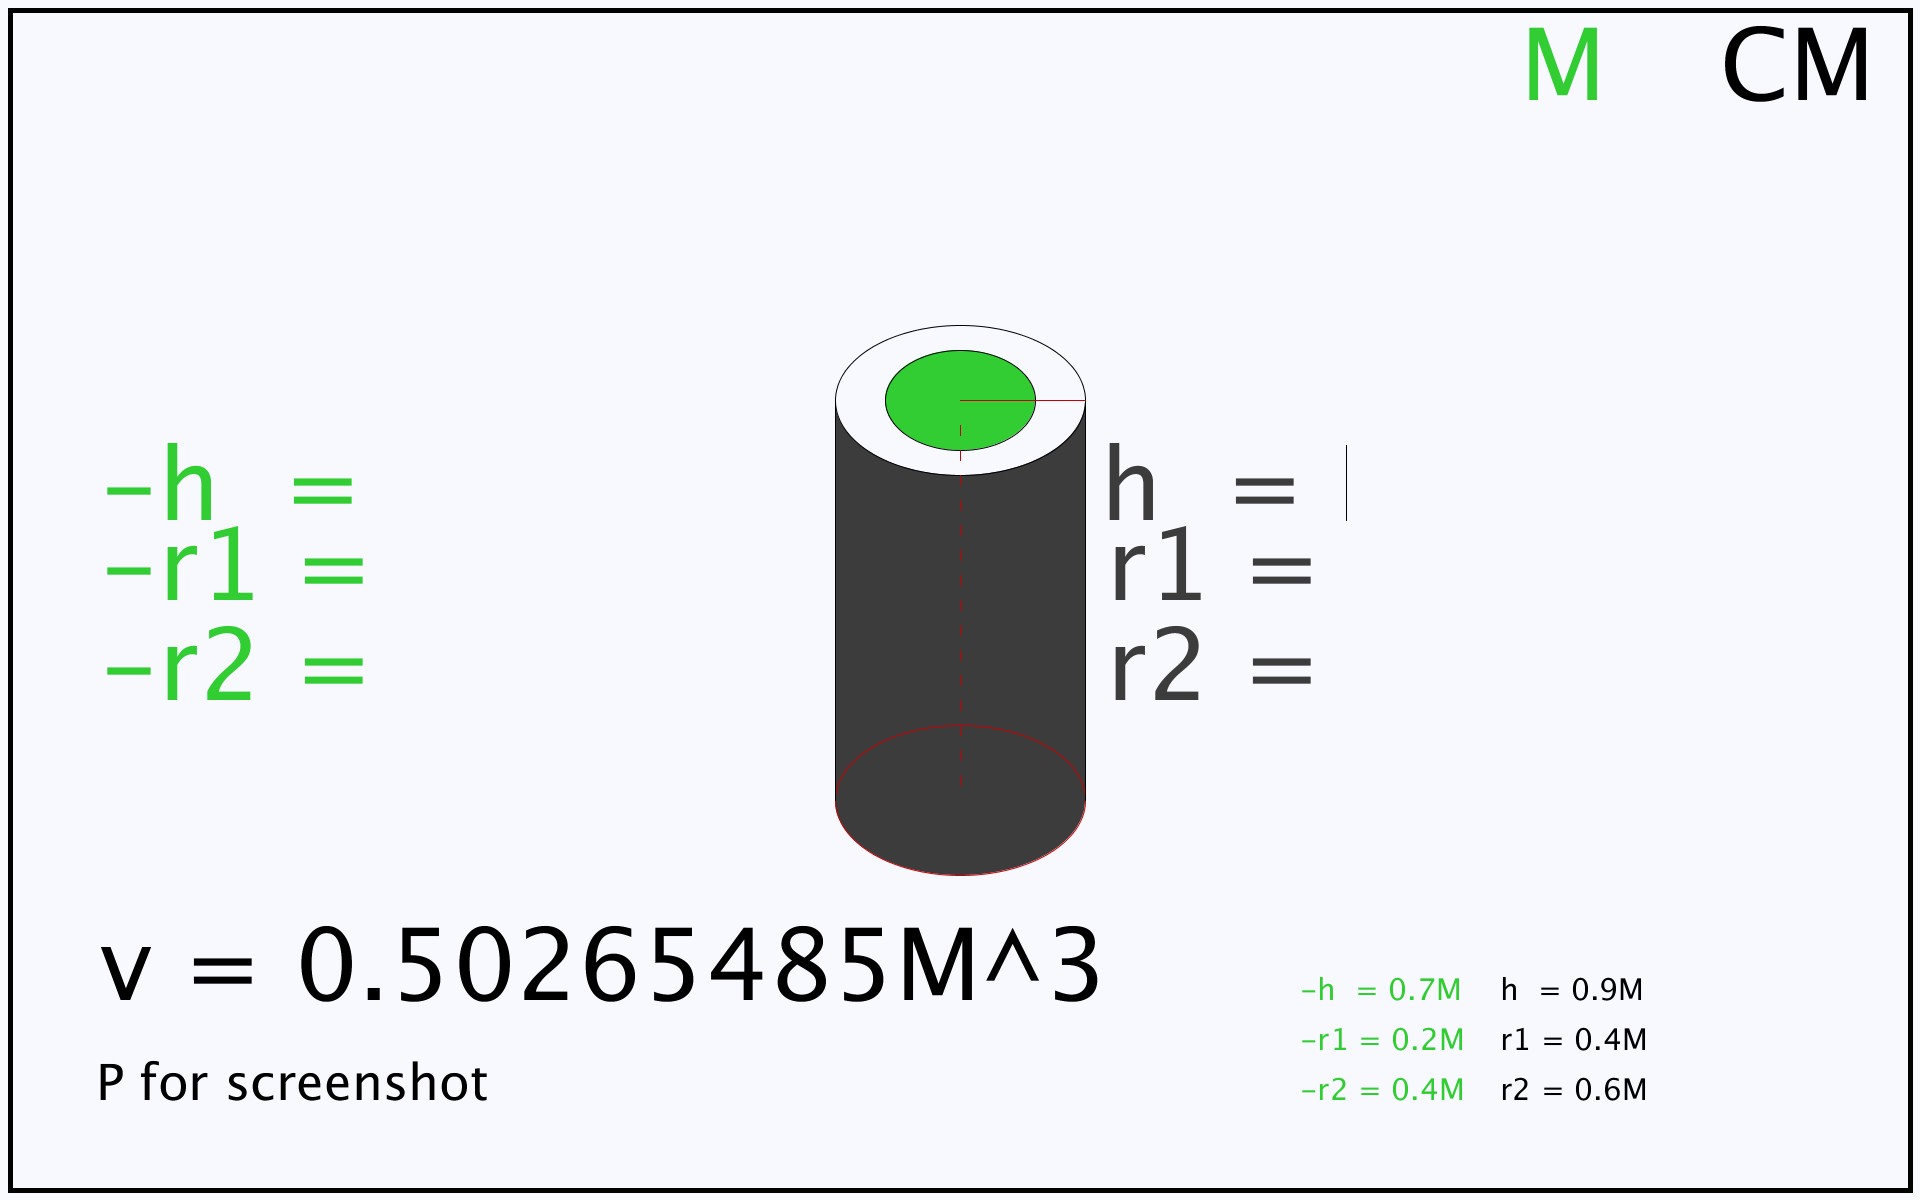 M CM
-h =
-r1 =
-r2 =
h =
r1 =
r2 =
v = 0.50265485M^3
P for screenshot
-h = 0.7M
-r1 = 0.2M
-r2 = 0.4M
h = 0.9M
r1 = 0.4M
r2 = 0.6M